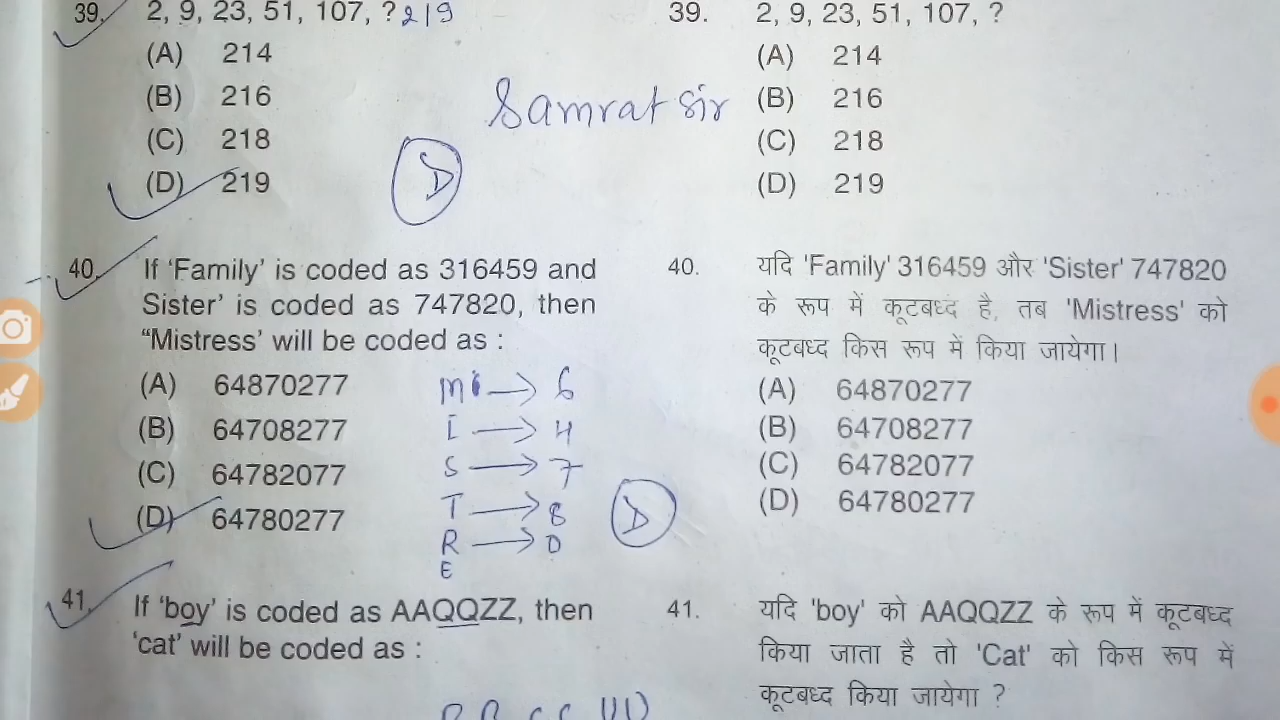 39. 2, 9, 23, 51, 107, ? 219
(A) 214
(B) 216
(C) 218
(D) 219
Samrat sir
D
40. If ‘Family’ is coded as 316459 and
Sister’ is coded as 747820, then
“Mistress’ will be coded as :
(A) 64870277
(B) 64708277
(C) 64782077
(D) 64780277
M → 6
I → 4
S → 7
T → 8
R → 0
E
D
41. If ‘boy’ is coded as AAQQZZ, then
‘cat’ will be coded as :
39. 2, 9, 23, 51, 107, ?
(A) 214
(B) 216
(C) 218
(D) 219
40. यदि 'Family' 316459 और 'Sister' 747820
के रूप में कूटबध्द है, तब 'Mistress' को
कूटबध्द किस रूप में किया जायेगा।
(A) 64870277
(B) 64708277
(C) 64782077
(D) 64780277
41. यदि 'boy' को AAQQZZ के रूप में कूटबध्द
किया जाता है तो 'Cat' को किस रूप में
कूटबध्द किया जायेगा ?